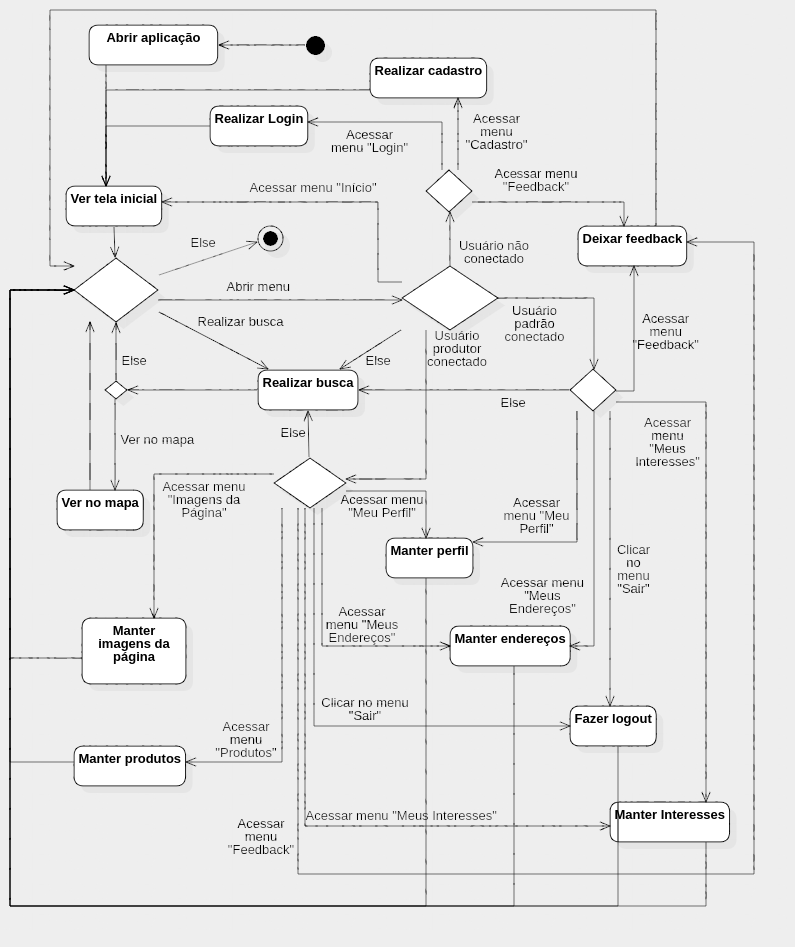 Abrir aplicação
Realizar cadastro
Realizar Login
Acessar
menu "Login"
Acessar
menu
"Cadastro"
Acessar menu
"Feedback"
Ver tela inicial
Acessar menu "Início"
Else
Usuário não
conectado
Deixar feedback
Abrir menu
Realizar busca
Usuário
padrão
conectado
Acessar
menu
"Feedback"
Usuário
produtor
conectado
Else
Else
Realizar busca
Else
Ver no mapa
Else
Acessar
menu
"Meus
Interesses"
Ver no mapa
Acessar menu
"Imagens da
Página"
Acessar menu
"Meu Perfil"
Acessar
menu "Meu
Perfil"
Manter perfil
Clicar
no
menu
"Sair"
Acessar menu
"Meus
Endereços"
Acessar
menu "Meus
Endereços"
Manter
imagens da
página
Manter endereços
Clicar no menu
"Sair"
Fazer logout
Acessar
menu
"Produtos"
Manter produtos
Acessar menu "Meus Interesses"
Manter Interesses
Acessar
menu
"Feedback"